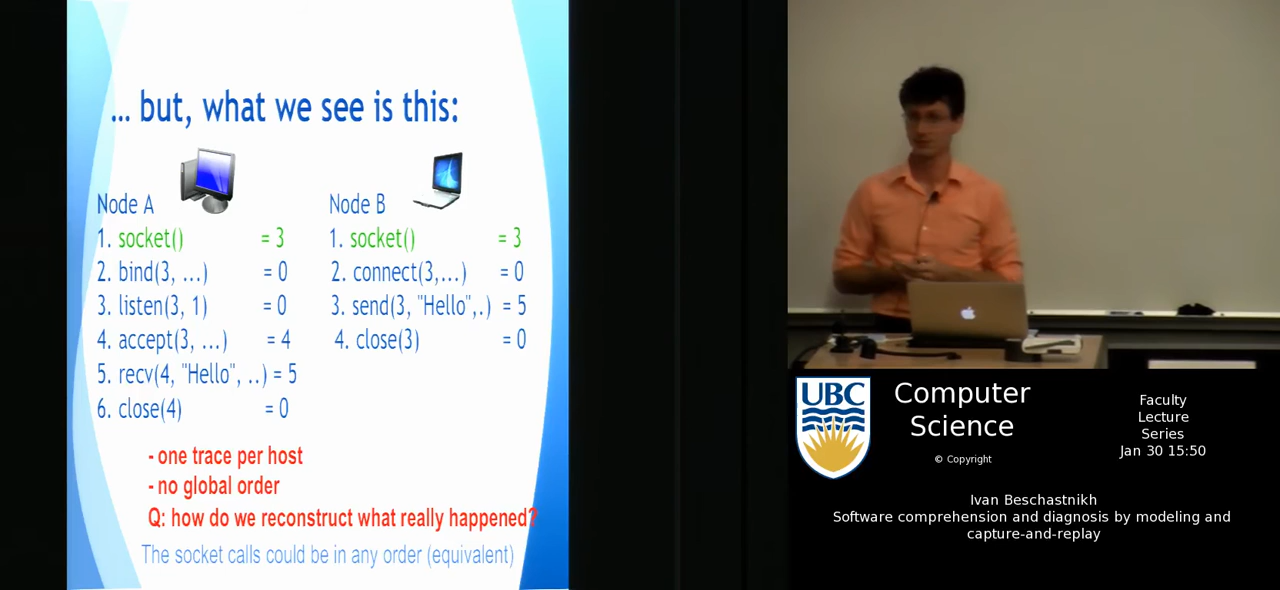 ... but, what we see is this:
Node A
1. socket() = 3
2. bind(3, ...) = 0
3. listen(3, 1) = 0
4. accept(3, ...) = 4
5. recv(4, "Hello", ..) = 5
6. close(4) = 0
Node B
1. socket() = 3
2. connect(3,...) = 0
3. send(3, "Hello",.) = 5
4. close(3) = 0
- one trace per host
- no global order
Q: how do we reconstruct what really happened?
The socket calls could be in any order (equivalent)
UBC
Computer
Science
© Copyright
Faculty
Lecture
Series
Jan 30 15:50
Ivan Beschastnikh
Software comprehension and diagnosis by modeling and
capture-and-replay